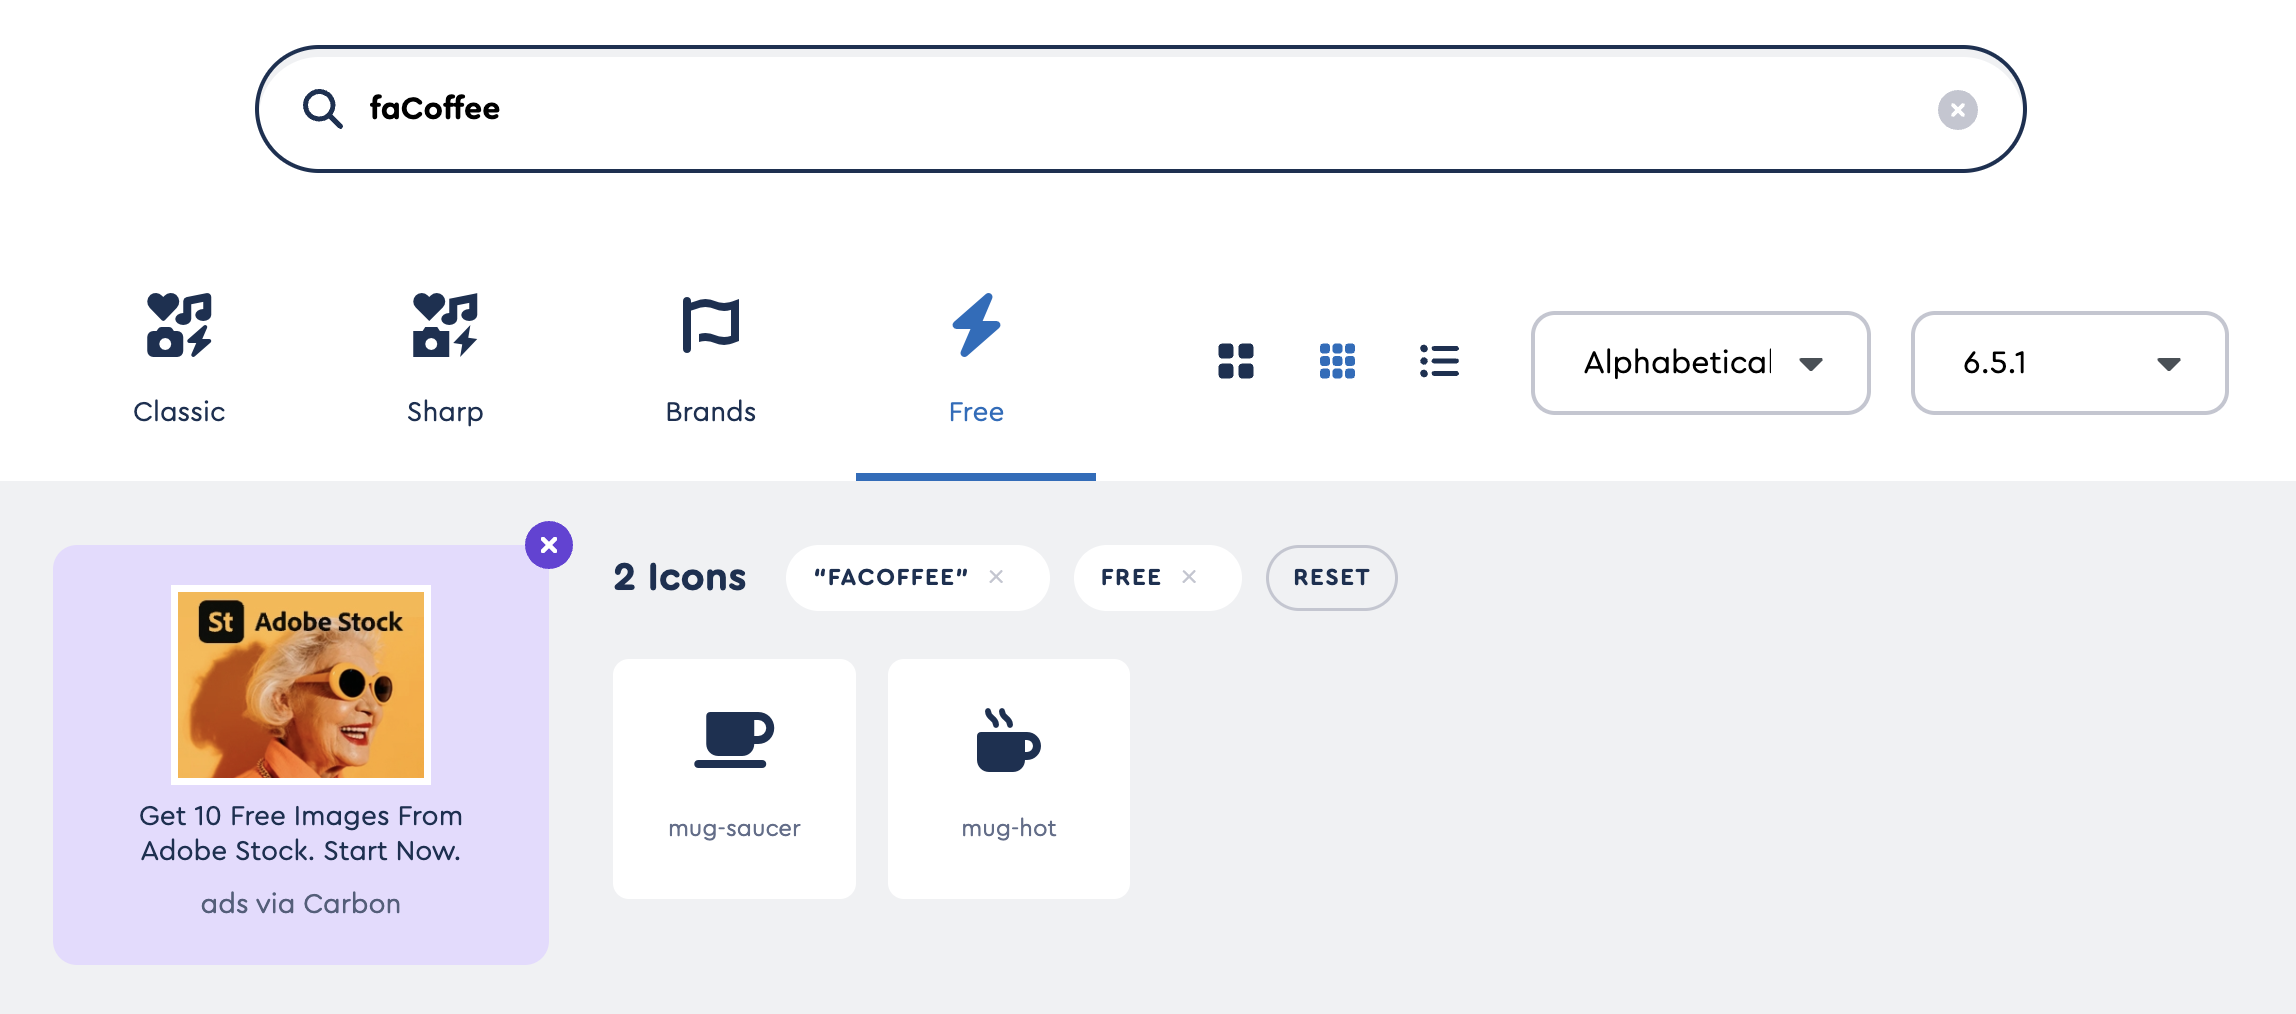 faCoffee
Classic
Sharp
Brands
Free
Alphabetical
6.5.1
2 Icons
“FACOFFEE”
FREE
RESET
St Adobe Stock
Get 10 Free Images From
Adobe Stock. Start Now.
ads via Carbon
mug-saucer
mug-hot